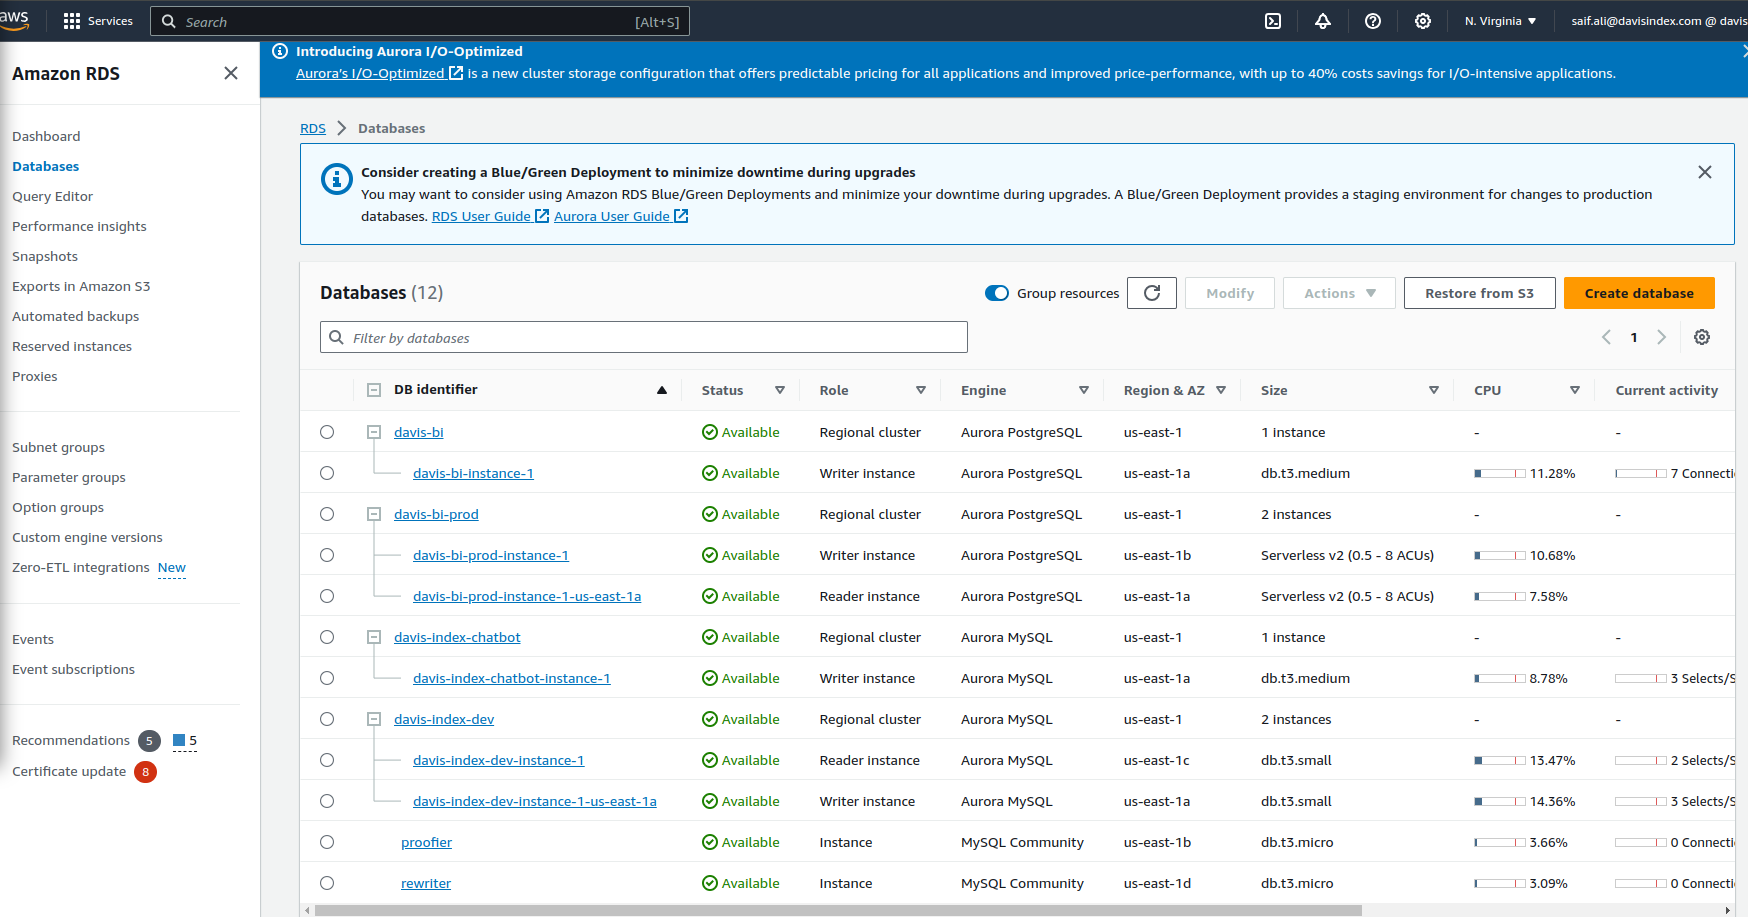 aws
Services
Search [Alt+S]
N. Virginia
saif.ali@davisindex.com @ davis
Amazon RDS
Introducing Aurora I/O-Optimized
Aurora's I/O-Optimized is a new cluster storage configuration that offers predictable pricing for all applications and improved price-performance, with up to 40% costs savings for I/O-intensive applications.
Dashboard
Databases
Query Editor
Performance insights
Snapshots
Exports in Amazon S3
Automated backups
Reserved instances
Proxies
Subnet groups
Parameter groups
Option groups
Custom engine versions
Zero-ETL integrations New
Events
Event subscriptions
Recommendations 5 5
Certificate update 8
RDS > Databases
Consider creating a Blue/Green Deployment to minimize downtime during upgrades
You may want to consider using Amazon RDS Blue/Green Deployments and minimize your downtime during upgrades. A Blue/Green Deployment provides a staging environment for changes to production
databases. RDS User Guide Aurora User Guide
Databases (12)
Group resources
Modify
Actions
Restore from S3
Create database
Filter by databases
1
DB identifier Status Role Engine Region & AZ Size CPU Current activity
davis-bi Available Regional cluster Aurora PostgreSQL us-east-1 1 instance - -
davis-bi-instance-1 Available Writer instance Aurora PostgreSQL us-east-1a db.t3.medium 11.28% 7 Connecti
davis-bi-prod Available Regional cluster Aurora PostgreSQL us-east-1 2 instances - -
davis-bi-prod-instance-1 Available Writer instance Aurora PostgreSQL us-east-1b Serverless v2 (0.5 - 8 ACUs) 10.68%
davis-bi-prod-instance-1-us-east-1a Available Reader instance Aurora PostgreSQL us-east-1a Serverless v2 (0.5 - 8 ACUs) 7.58%
davis-index-chatbot Available Regional cluster Aurora MySQL us-east-1 1 instance - -
davis-index-chatbot-instance-1 Available Writer instance Aurora MySQL us-east-1a db.t3.medium 8.78% 3 Selects/S
davis-index-dev Available Regional cluster Aurora MySQL us-east-1 2 instances - -
davis-index-dev-instance-1 Available Reader instance Aurora MySQL us-east-1c db.t3.small 13.47% 2 Selects/S
davis-index-dev-instance-1-us-east-1a Available Writer instance Aurora MySQL us-east-1a db.t3.small 14.36% 3 Selects/S
proofier Available Instance MySQL Community us-east-1b db.t3.micro 3.66% 0 Connecti
rewriter Available Instance MySQL Community us-east-1d db.t3.micro 3.09% 0 Connecti